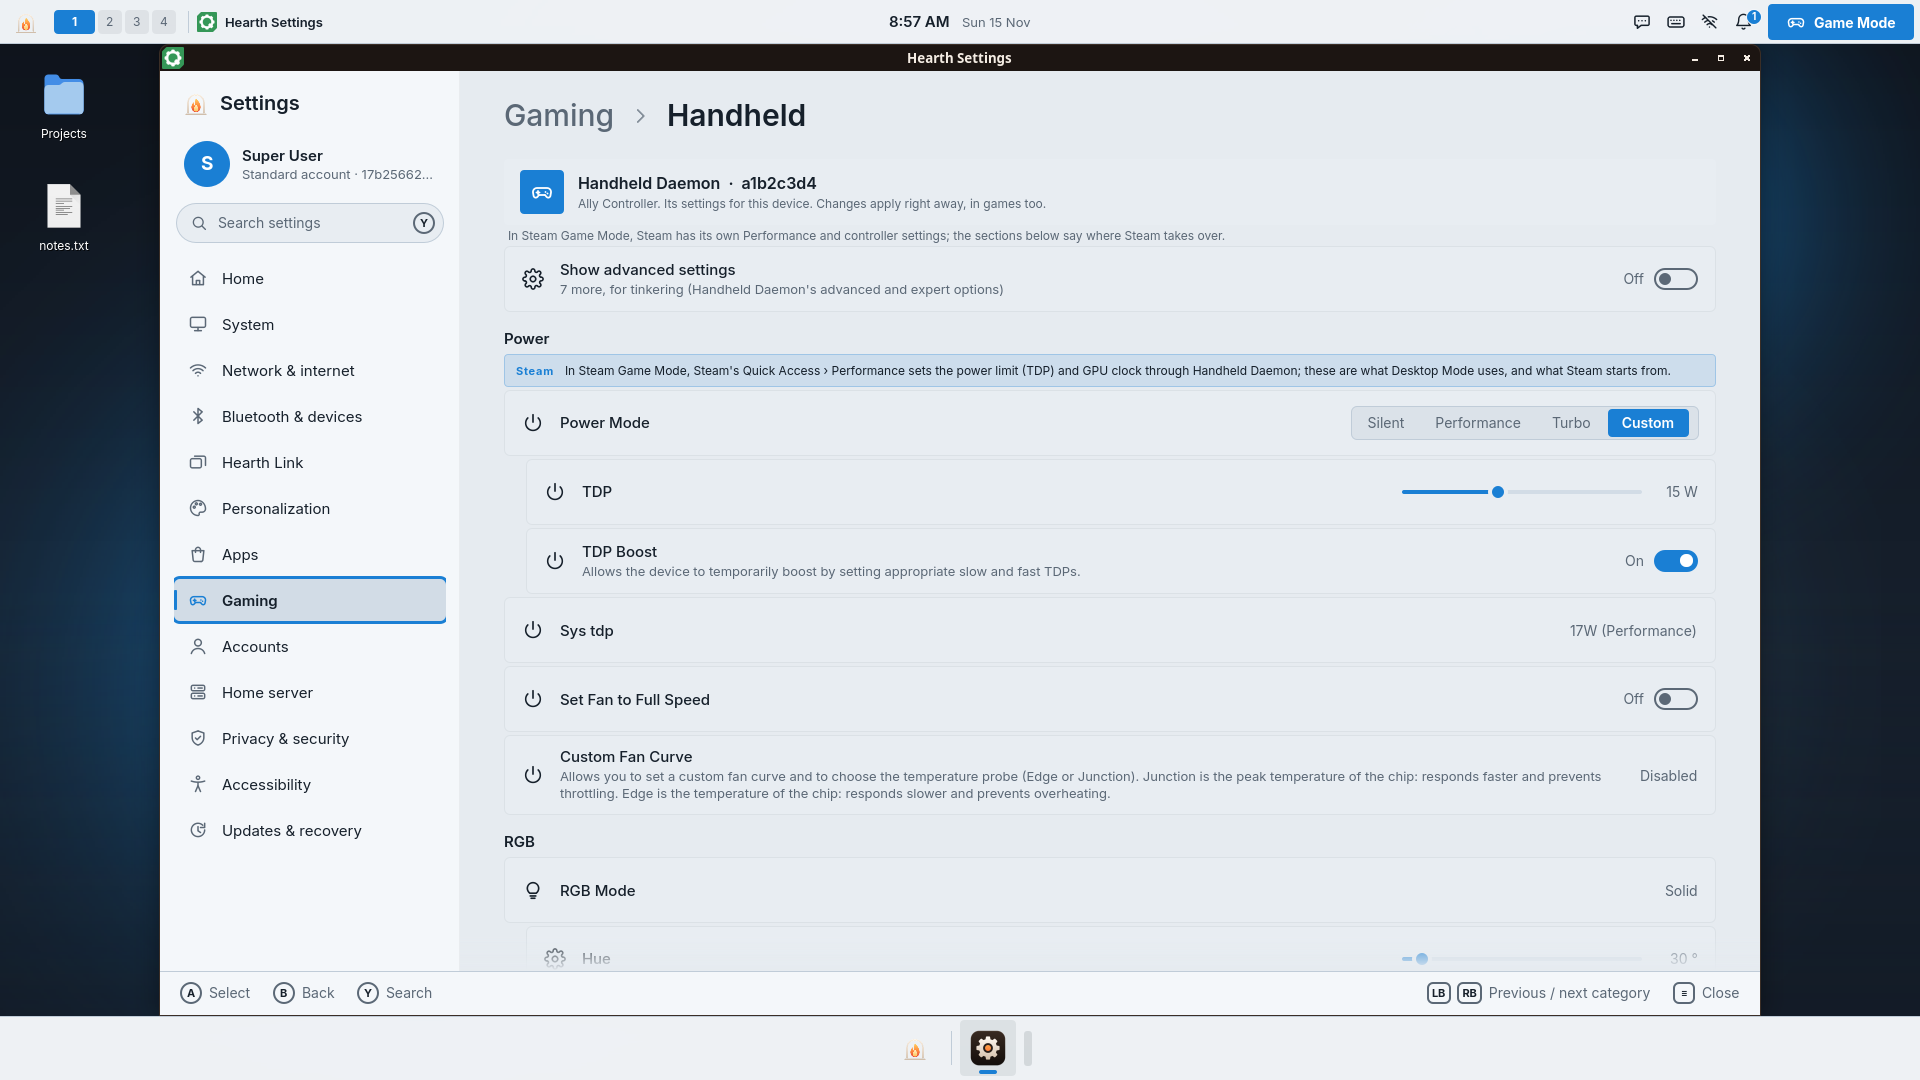 1 2 3 4 Hearth Settings 8:57 AM Sun 15 Nov 1 Game Mode
Hearth Settings
Projects
notes.txt
Settings
S Super User
Standard account · 17b25662...
Search settings Y
Home
System
Network & internet
Bluetooth & devices
Hearth Link
Personalization
Apps
Gaming
Accounts
Home server
Privacy & security
Accessibility
Updates & recovery
Gaming › Handheld
Handheld Daemon · a1b2c3d4
Ally Controller. Its settings for this device. Changes apply right away, in games too.
In Steam Game Mode, Steam has its own Performance and controller settings; the sections below say where Steam takes over.
Show advanced settings
7 more, for tinkering (Handheld Daemon's advanced and expert options)
Off
Power
Steam In Steam Game Mode, Steam's Quick Access › Performance sets the power limit (TDP) and GPU clock through Handheld Daemon; these are what Desktop Mode uses, and what Steam starts from.
Power Mode Silent Performance Turbo Custom
TDP 15 W
TDP Boost
Allows the device to temporarily boost by setting appropriate slow and fast TDPs.
On
Sys tdp 17W (Performance)
Set Fan to Full Speed Off
Custom Fan Curve
Allows you to set a custom fan curve and to choose the temperature probe (Edge or Junction). Junction is the peak temperature of the chip: responds faster and prevents
throttling. Edge is the temperature of the chip: responds slower and prevents overheating.
Disabled
RGB
RGB Mode Solid
Hue 30 °
A Select B Back Y Search LB RB Previous / next category ≡ Close